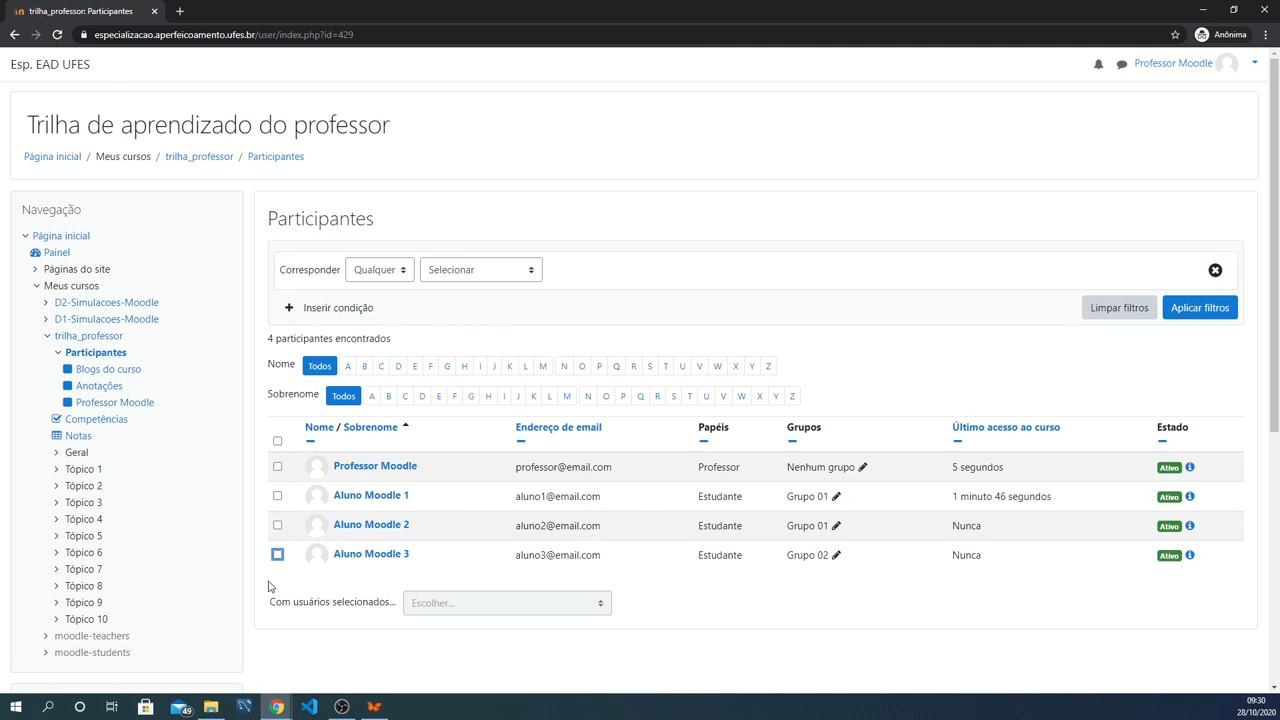 trilha_professor: Participantes
especializacao.aperfeicoamento.ufes.br/user/index.php?id=429
Anônima
Esp. EAD UFES
Professor Moodle
Trilha de aprendizado do professor
Página inicial / Meus cursos / trilha_professor / Participantes
Navegação
Página inicial
Painel
Páginas do site
Meus cursos
D2-Simulacoes-Moodle
D1-Simulacoes-Moodle
trilha_professor
Participantes
Blogs do curso
Anotações
Professor Moodle
Competências
Notas
Geral
Tópico 1
Tópico 2
Tópico 3
Tópico 4
Tópico 5
Tópico 6
Tópico 7
Tópico 8
Tópico 9
Tópico 10
moodle-teachers
moodle-students
Participantes
Corresponder Qualquer Selecionar
Inserir condição Limpar filtros Aplicar filtros
4 participantes encontrados
Nome Todos A B C D E F G H I J K L M N O P Q R S T U V W X Y Z
Sobrenome Todos A B C D E F G H I J K L M N O P Q R S T U V W X Y Z
Nome / Sobrenome Endereço de email Papéis Grupos Último acesso ao curso Estado
Professor Moodle professor@email.com Professor Nenhum grupo 5 segundos Ativo
Aluno Moodle 1 aluno1@email.com Estudante Grupo 01 1 minuto 46 segundos Ativo
Aluno Moodle 2 aluno2@email.com Estudante Grupo 01 Nunca Ativo
Aluno Moodle 3 aluno3@email.com Estudante Grupo 02 Nunca Ativo
Com usuários selecionados... Escolher...
49
09:30
28/10/2020